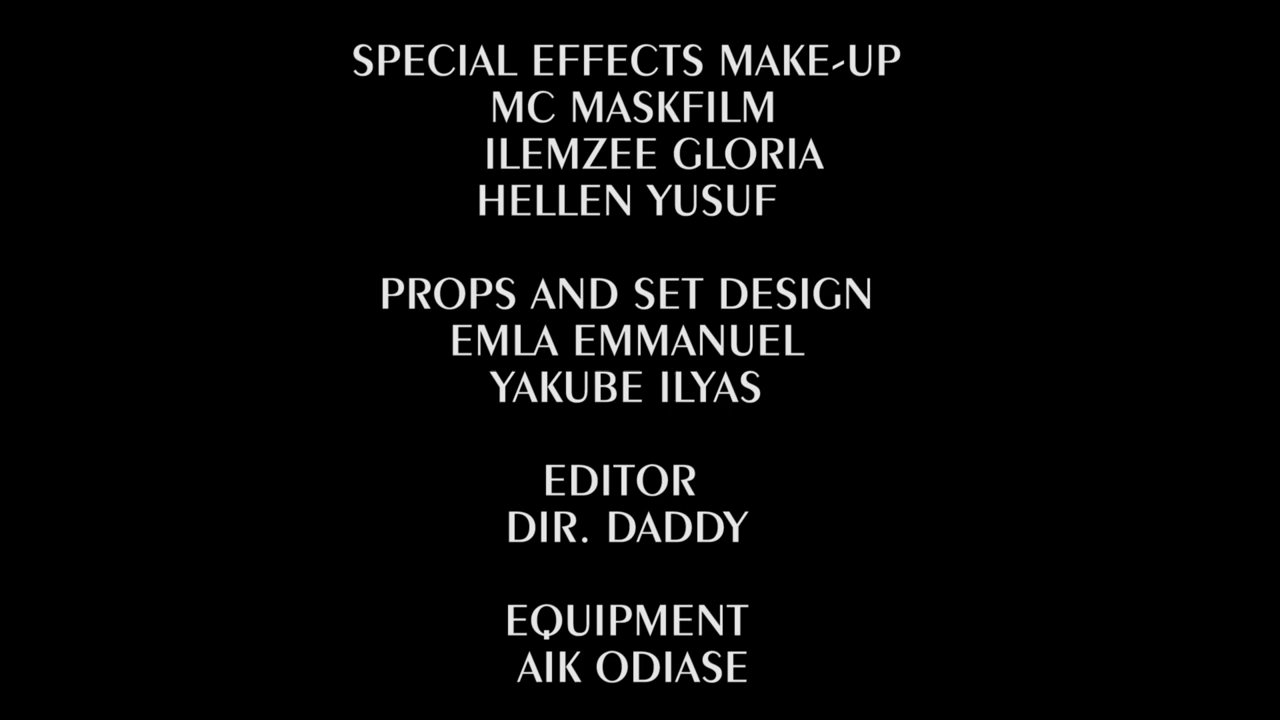 SPECIAL EFFECTS MAKE-UP
MC MASKFILM
ILEMZEE GLORIA
HELLEN YUSUF
PROPS AND SET DESIGN
EMLA EMMANUEL
YAKUBE ILYAS
EDITOR
DIR. DADDY
EQUIPMENT
AIK ODIASE